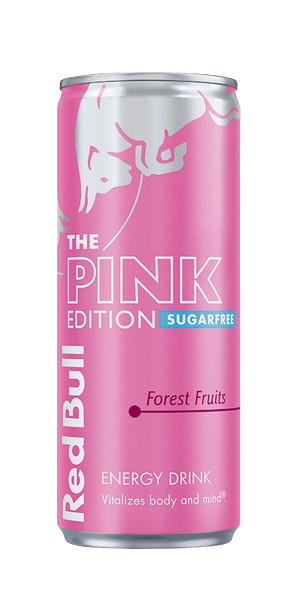 THE
PINK
EDITION SUGARFREE
Red Bull
Forest Fruits
ENERGY DRINK
Vitalizes body and mind®.